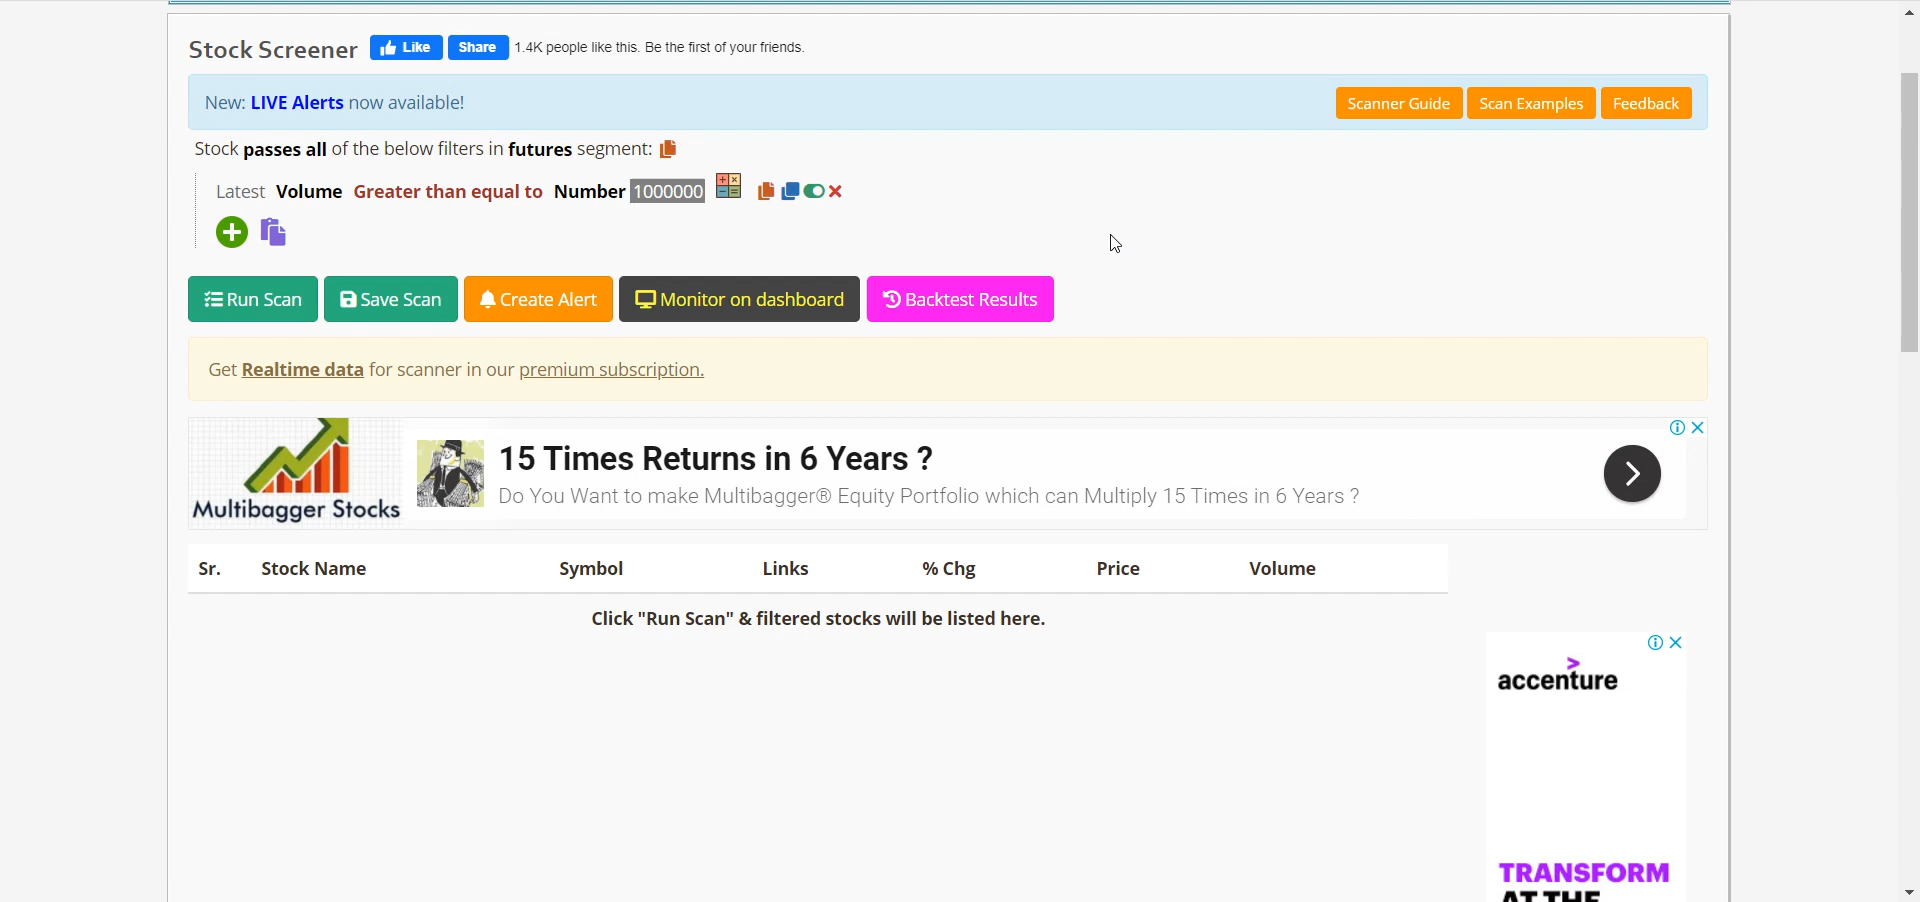 Stock Screener Like Share 1.4K people like this. Be the first of your friends.
New: LIVE Alerts now available! Scanner Guide Scan Examples Feedback
Stock passes all of the below filters in futures segment:
Latest Volume Greater than equal to Number 1000000
Run Scan Save Scan Create Alert Monitor on dashboard Backtest Results
Get Realtime data for scanner in our premium subscription.
Multibagger Stocks
15 Times Returns in 6 Years ?
Do You Want to make Multibagger® Equity Portfolio which can Multiply 15 Times in 6 Years ?
Sr. Stock Name Symbol Links % Chg Price Volume
Click "Run Scan" & filtered stocks will be listed here.
accenture
TRANSFORM
AT THE